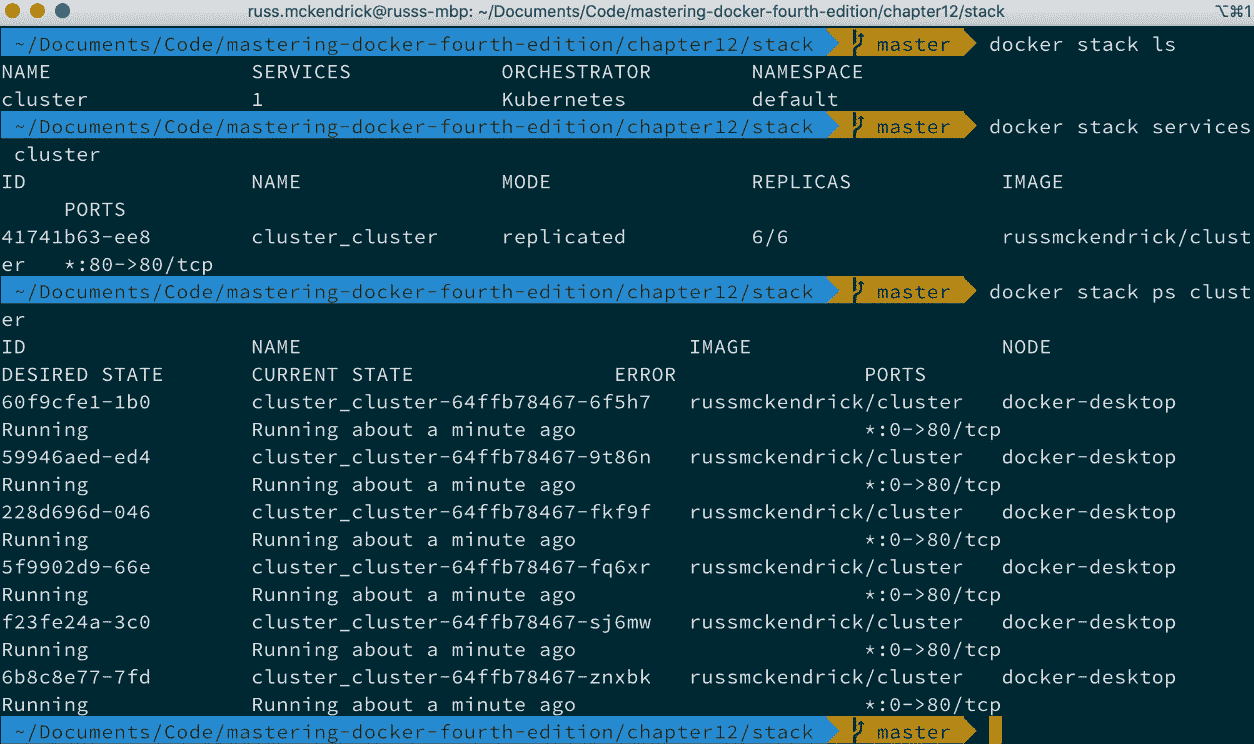 russ.mckendrick@russs-mbp: ~/Documents/Code/mastering-docker-fourth-edition/chapter12/stack ⌥⌘1
~/Documents/Code/mastering-docker-fourth-edition/chapter12/stack master docker stack ls
NAME SERVICES ORCHESTRATOR NAMESPACE
cluster 1 Kubernetes default
~/Documents/Code/mastering-docker-fourth-edition/chapter12/stack master docker stack services
cluster
ID NAME MODE REPLICAS IMAGE
PORTS
41741b63-ee8 cluster_cluster replicated 6/6 russmckendrick/clust
er *:80->80/tcp
~/Documents/Code/mastering-docker-fourth-edition/chapter12/stack master docker stack ps clust
er
ID NAME IMAGE NODE
DESIRED STATE CURRENT STATE ERROR PORTS
60f9cfe1-1b0 cluster_cluster-64ffb78467-6f5h7 russmckendrick/cluster docker-desktop
Running Running about a minute ago *:0->80/tcp
59946aed-ed4 cluster_cluster-64ffb78467-9t86n russmckendrick/cluster docker-desktop
Running Running about a minute ago *:0->80/tcp
228d696d-046 cluster_cluster-64ffb78467-fkf9f russmckendrick/cluster docker-desktop
Running Running about a minute ago *:0->80/tcp
5f9902d9-66e cluster_cluster-64ffb78467-fq6xr russmckendrick/cluster docker-desktop
Running Running about a minute ago *:0->80/tcp
f23fe24a-3c0 cluster_cluster-64ffb78467-sj6mw russmckendrick/cluster docker-desktop
Running Running about a minute ago *:0->80/tcp
6b8c8e77-7fd cluster_cluster-64ffb78467-znxbk russmckendrick/cluster docker-desktop
Running Running about a minute ago *:0->80/tcp
~/Documents/Code/mastering-docker-fourth-edition/chapter12/stack master